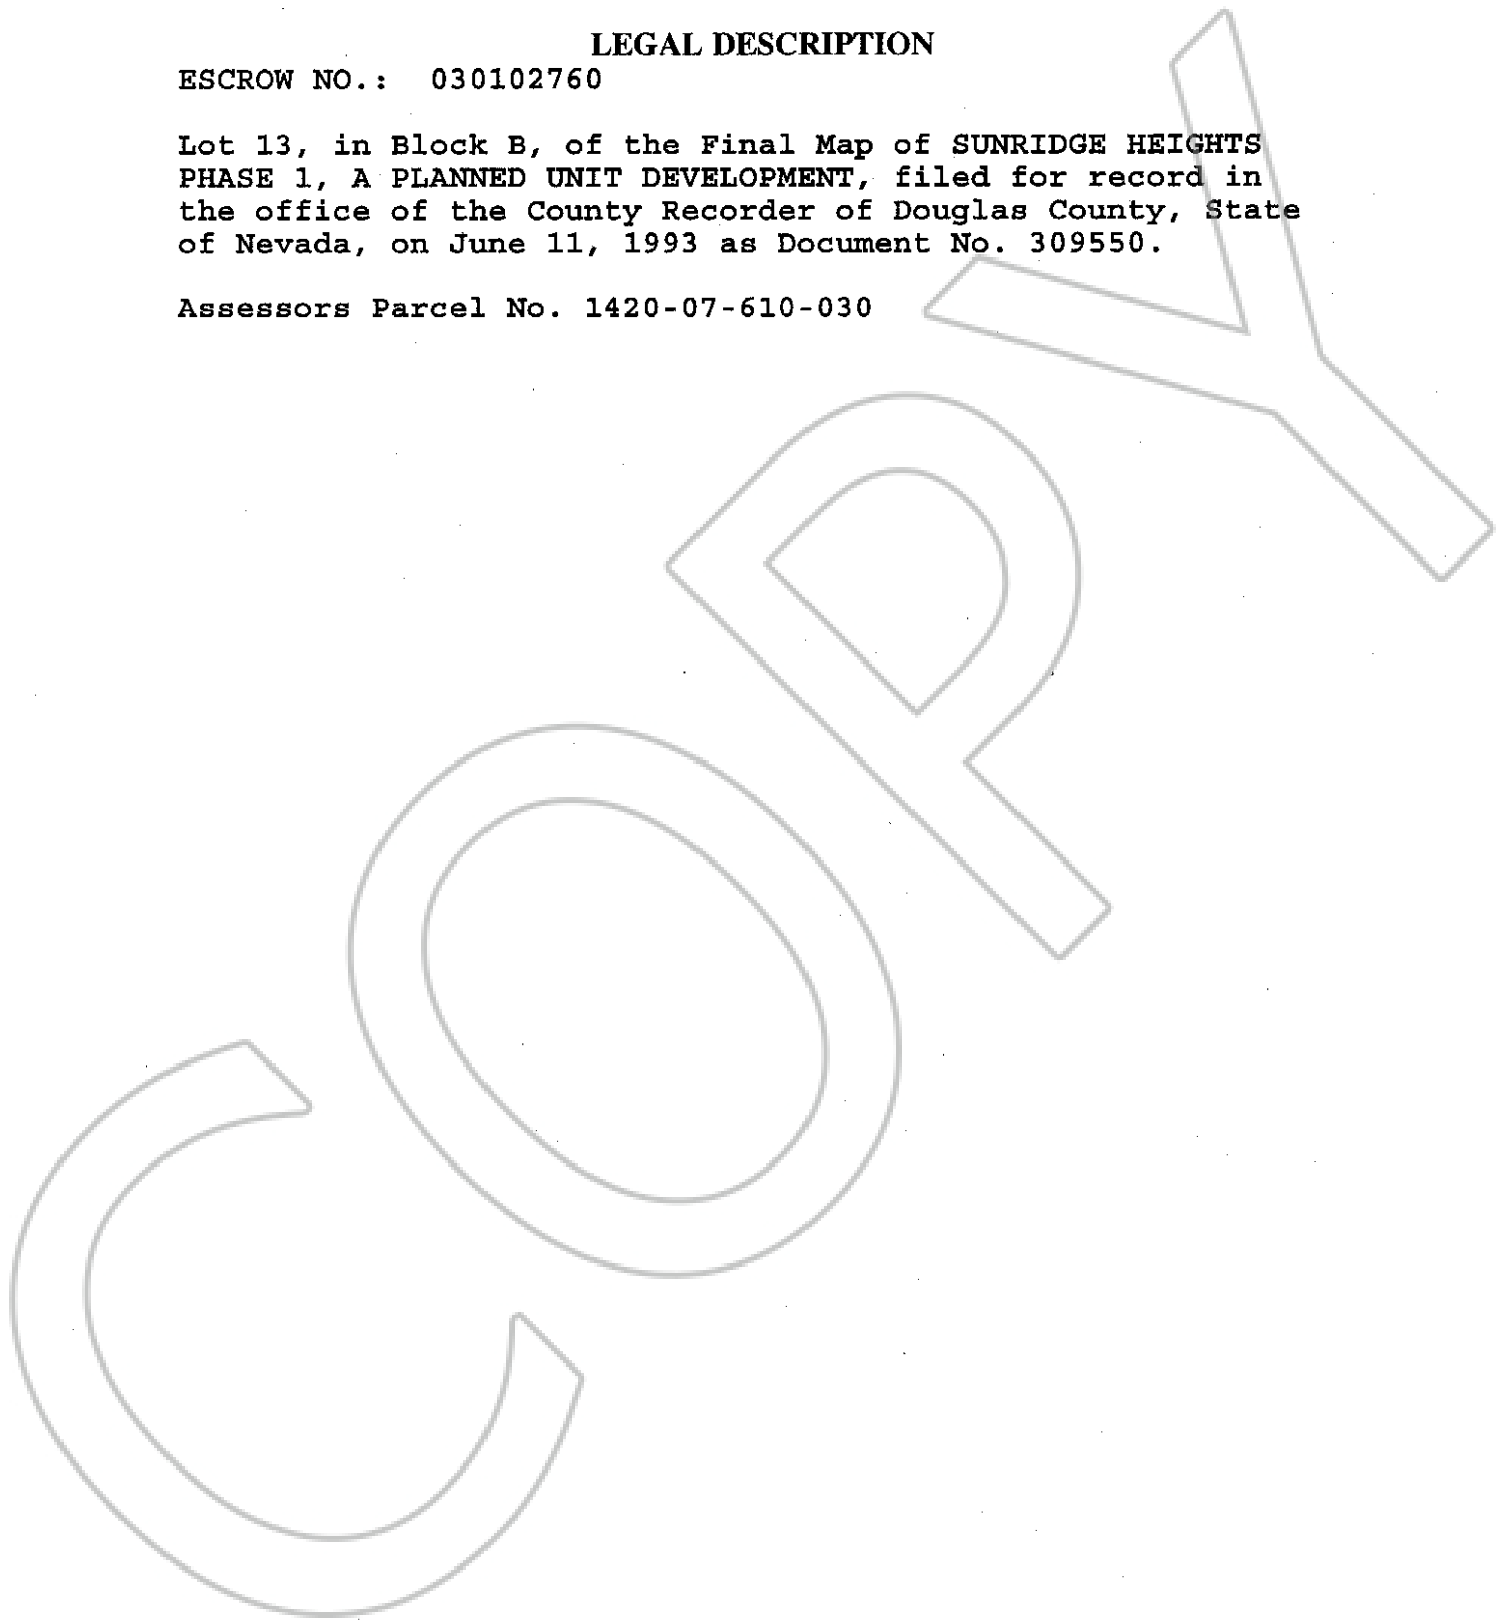 LEGAL DESCRIPTION
ESCROW NO.: 030102760
Lot 13, in Block B, of the Final Map of SUNRIDGE HEIGHTS
PHASE 1, A PLANNED UNIT DEVELOPMENT, filed for record in
the office of the County Recorder of Douglas County, State
of Nevada, on June 11, 1993 as Document No. 309550.
Assessors Parcel No. 1420-07-610-030
COPY